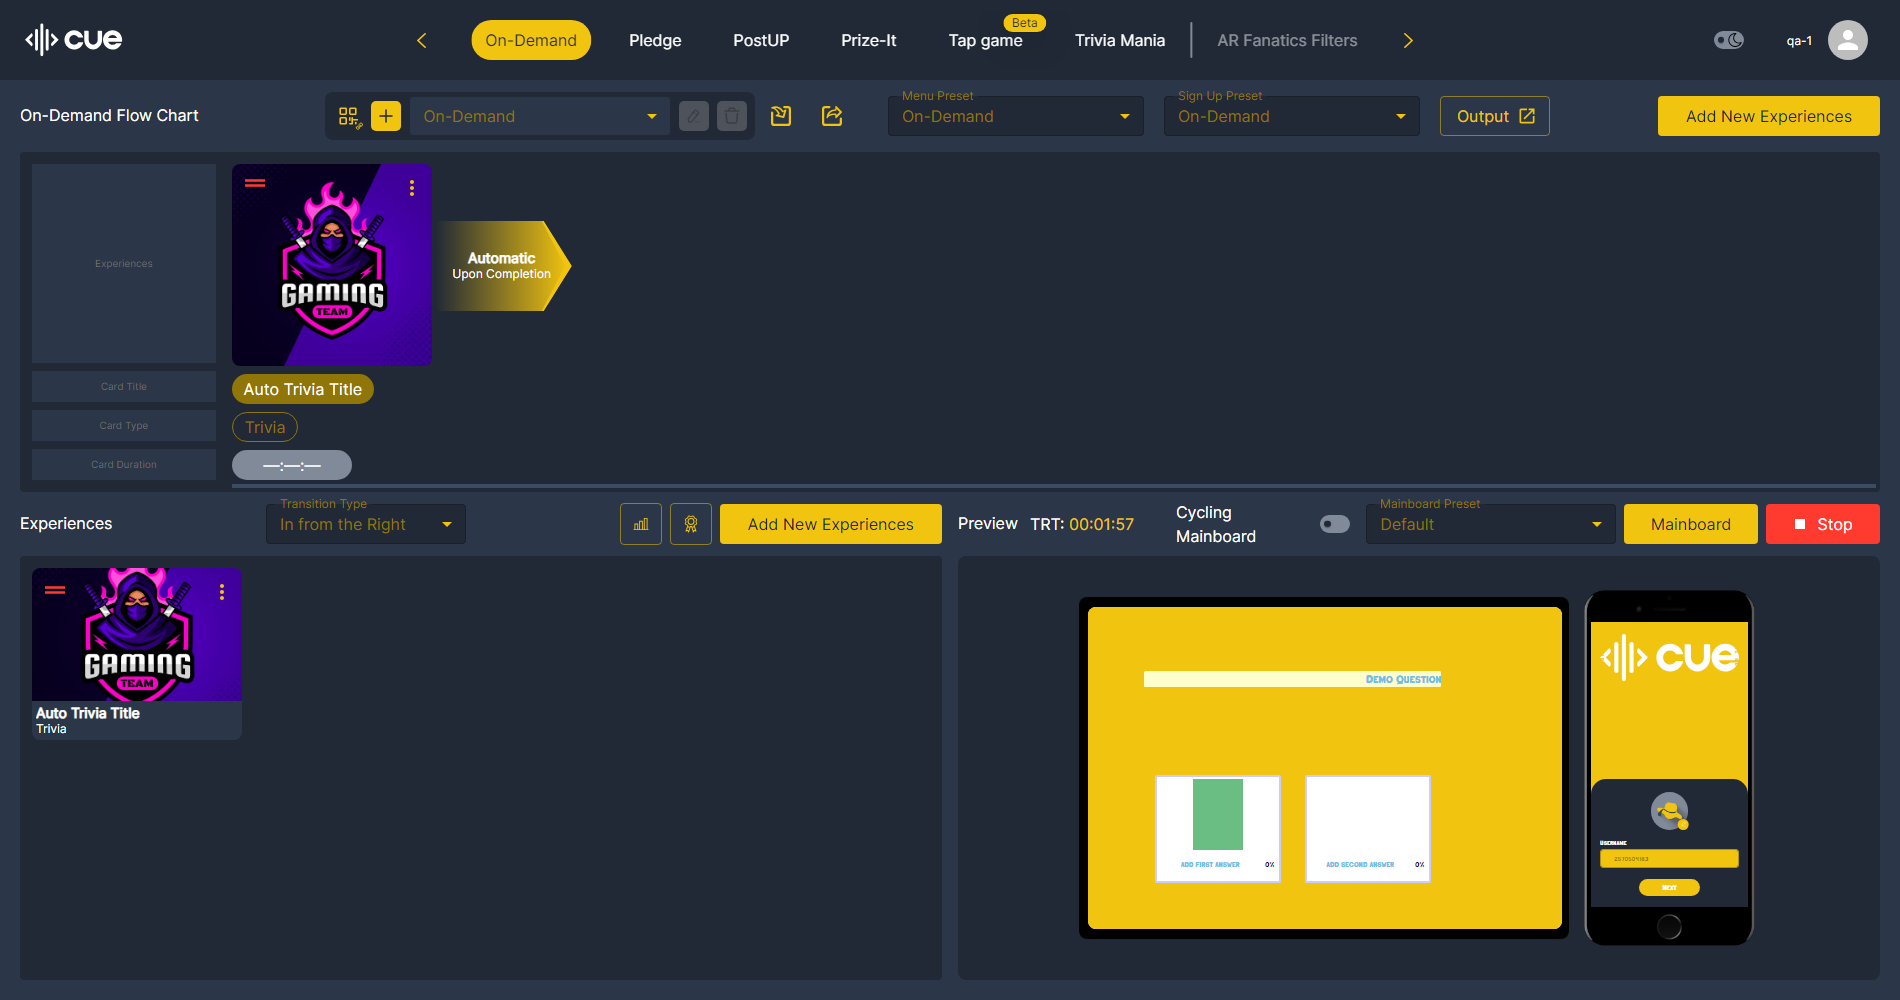 cue
On-Demand
Pledge
PostUP
Prize-It
Beta
Tap game
Trivia Mania
AR Fanatics Filters
qa-1
On-Demand Flow Chart
On-Demand
Menu Preset
On-Demand
Sign Up Preset
On-Demand
Output
Add New Experiences
Experiences
GAMING
TEAM
Automatic
Upon Completion
Card Title
Auto Trivia Title
Card Type
Trivia
Card Duration
—:—:—
Experiences
Transition Type
In from the Right
Add New Experiences
Preview
TRT: 00:01:57
Cycling
Mainboard
Mainboard Preset
Default
Mainboard
Stop
GAMING
TEAM
Auto Trivia Title
Trivia
Demo Question
ADD FIRST ANSWER
0%
ADD SECOND ANSWER
0%
cue
USERNAME
NEXT